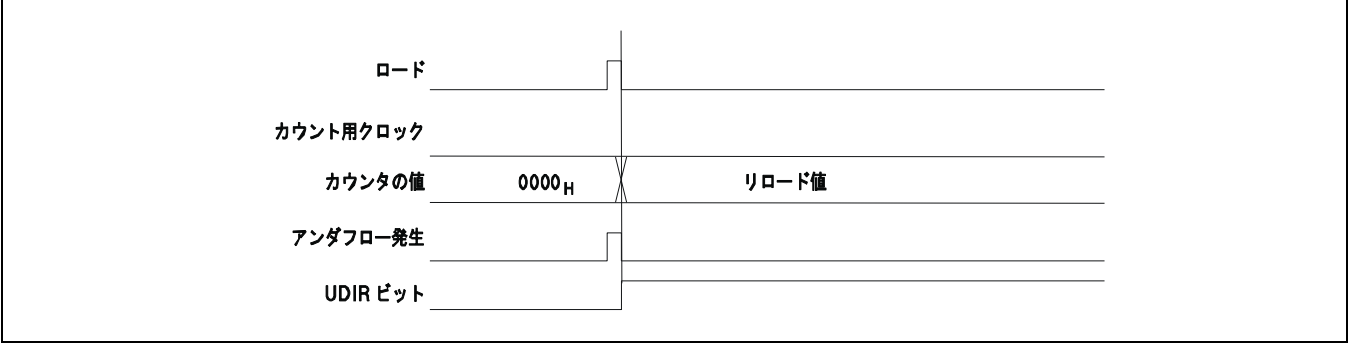 ロード
カウント用クロック
カウンタの値 0000H リロード値
アンダフロー発生
UDIR ビット